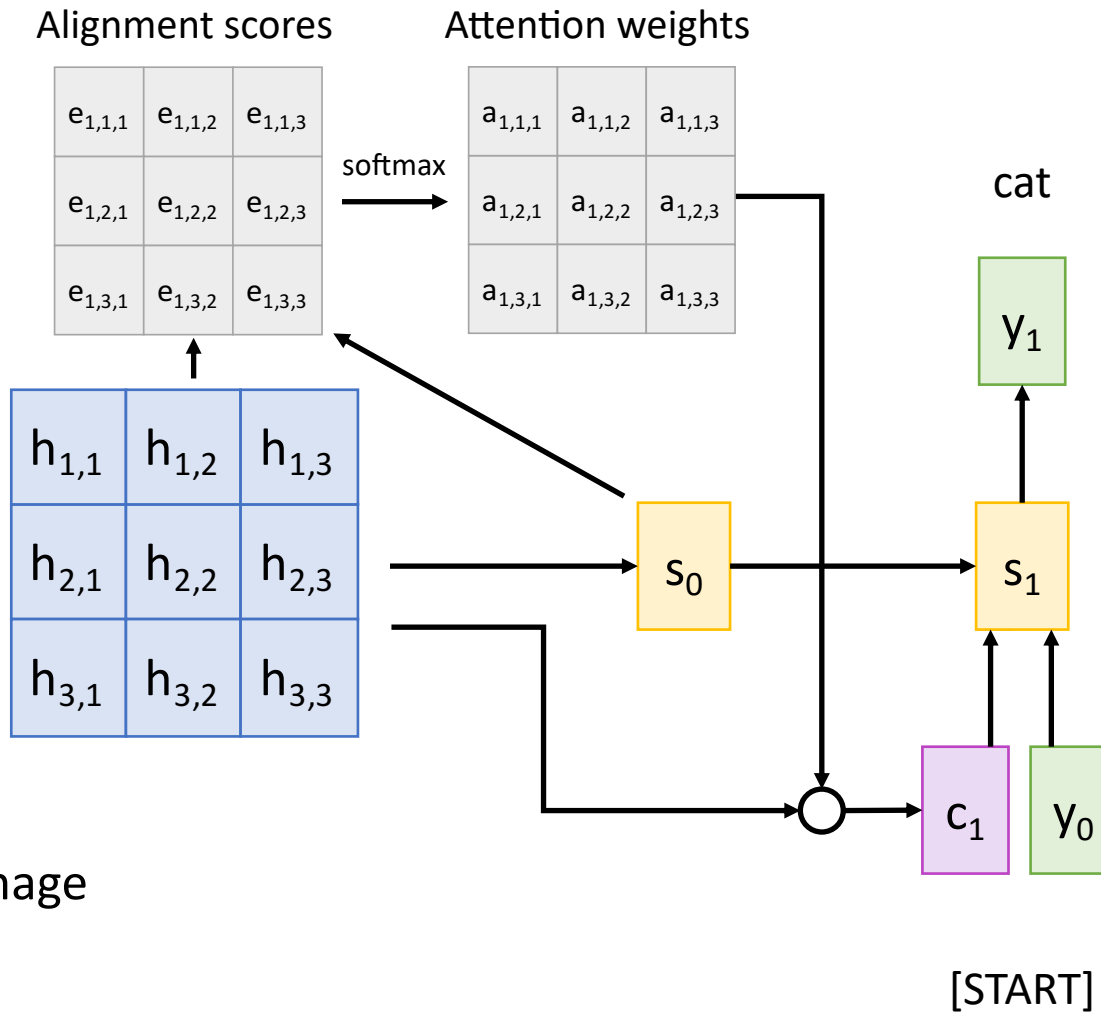 Alignment scores
Attention weights
e1,1,1 e1,1,2 e1,1,3
e1,2,1 e1,2,2 e1,2,3
e1,3,1 e1,3,2 e1,3,3
softmax
a1,1,1 a1,1,2 a1,1,3
a1,2,1 a1,2,2 a1,2,3
a1,3,1 a1,3,2 a1,3,3
cat
y1
h1,1 h1,2 h1,3
h2,1 h2,2 h2,3
h3,1 h3,2 h3,3
s0
s1
c1
y0
[START]